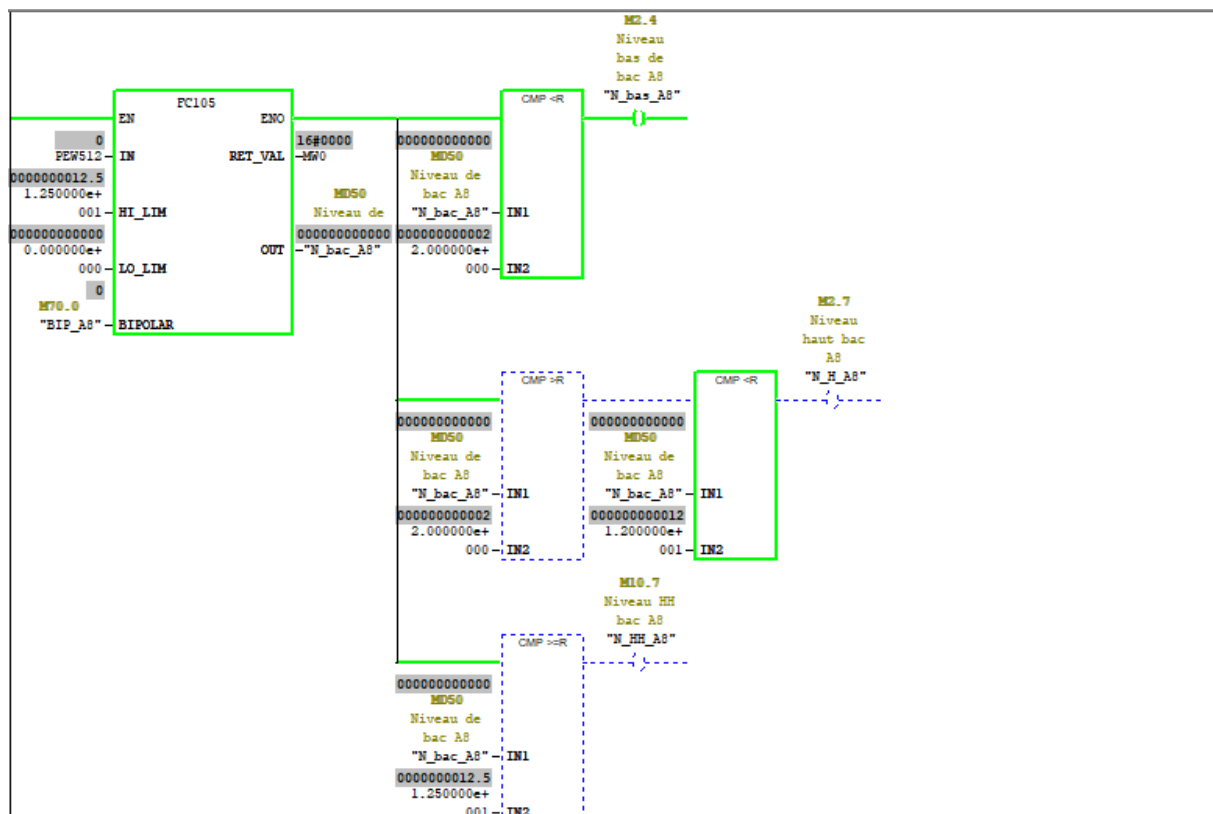 M2.4
Niveau
bas de
bac A8
"N_bas_A8"
FC105
CMP <R
EN
ENO
0
16#0000
000000000000
PEW512
IN
RET_VAL
MW0
MD50
0000000012.5
Niveau de
1.250000e+
MD50
bac A8
001
HI_LIM
Niveau de
"N_bac_A8"
IN1
000000000000
000000000000
000000000002
0.000000e+
OUT
"N_bac_A8"
2.000000e+
000
LO_LIM
000
IN2
0
M70.0
"BIP_A8"
BIPOLAR
M2.7
Niveau
haut bac
A8
"N_H_A8"
CMP >R
CMP <R
000000000000
000000000000
MD50
MD50
Niveau de
Niveau de
bac A8
bac A8
"N_bac_A8"
IN1
"N_bac_A8"
IN1
000000000002
000000000012
2.000000e+
1.200000e+
000
IN2
001
IN2
M10.7
Niveau HH
bac A8
"N_HH_A8"
CMP >=R
000000000000
MD50
Niveau de
bac A8
"N_bac_A8"
IN1
0000000012.5
1.250000e+
001
IN2